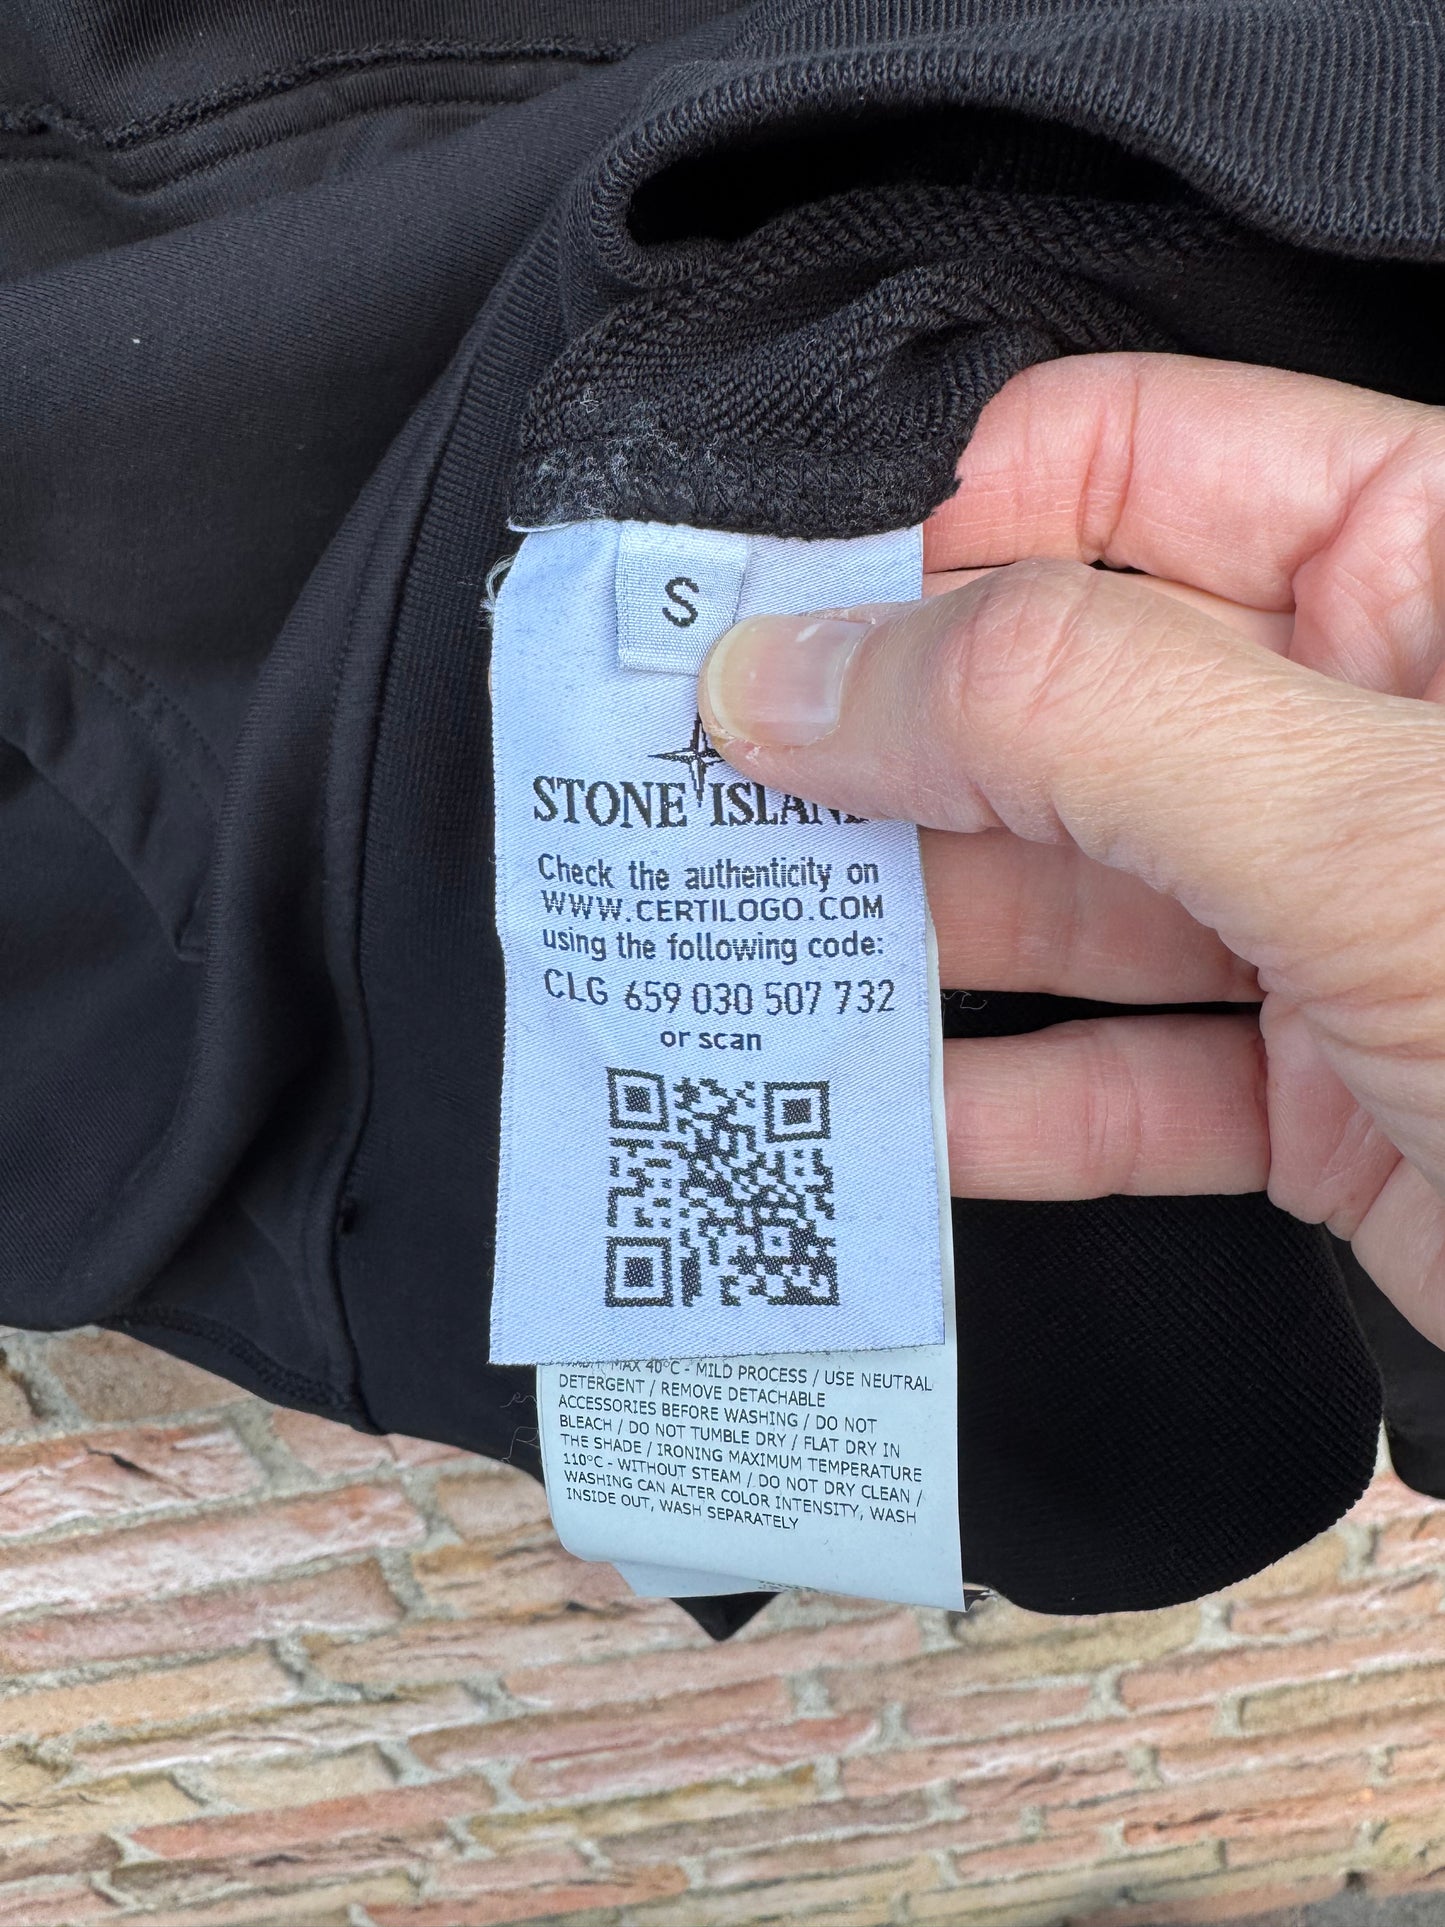 S
STONE ISLAND
Check the authenticity on
WWW.CERTILOGO.COM
using the following code:
CLG 659 030 507 732
or scan
MAX 40°C - MILD PROCESS / USE NEUTRAL
DETERGENT / REMOVE DETACHABLE
ACCESSORIES BEFORE WASHING / DO NOT
BLEACH / DO NOT TUMBLE DRY / FLAT DRY IN
THE SHADE / IRONING MAXIMUM TEMPERATURE
110°C - WITHOUT STEAM / DO NOT DRY CLEAN /
WASHING CAN ALTER COLOR INTENSITY, WASH
INSIDE OUT, WASH SEPARATELY